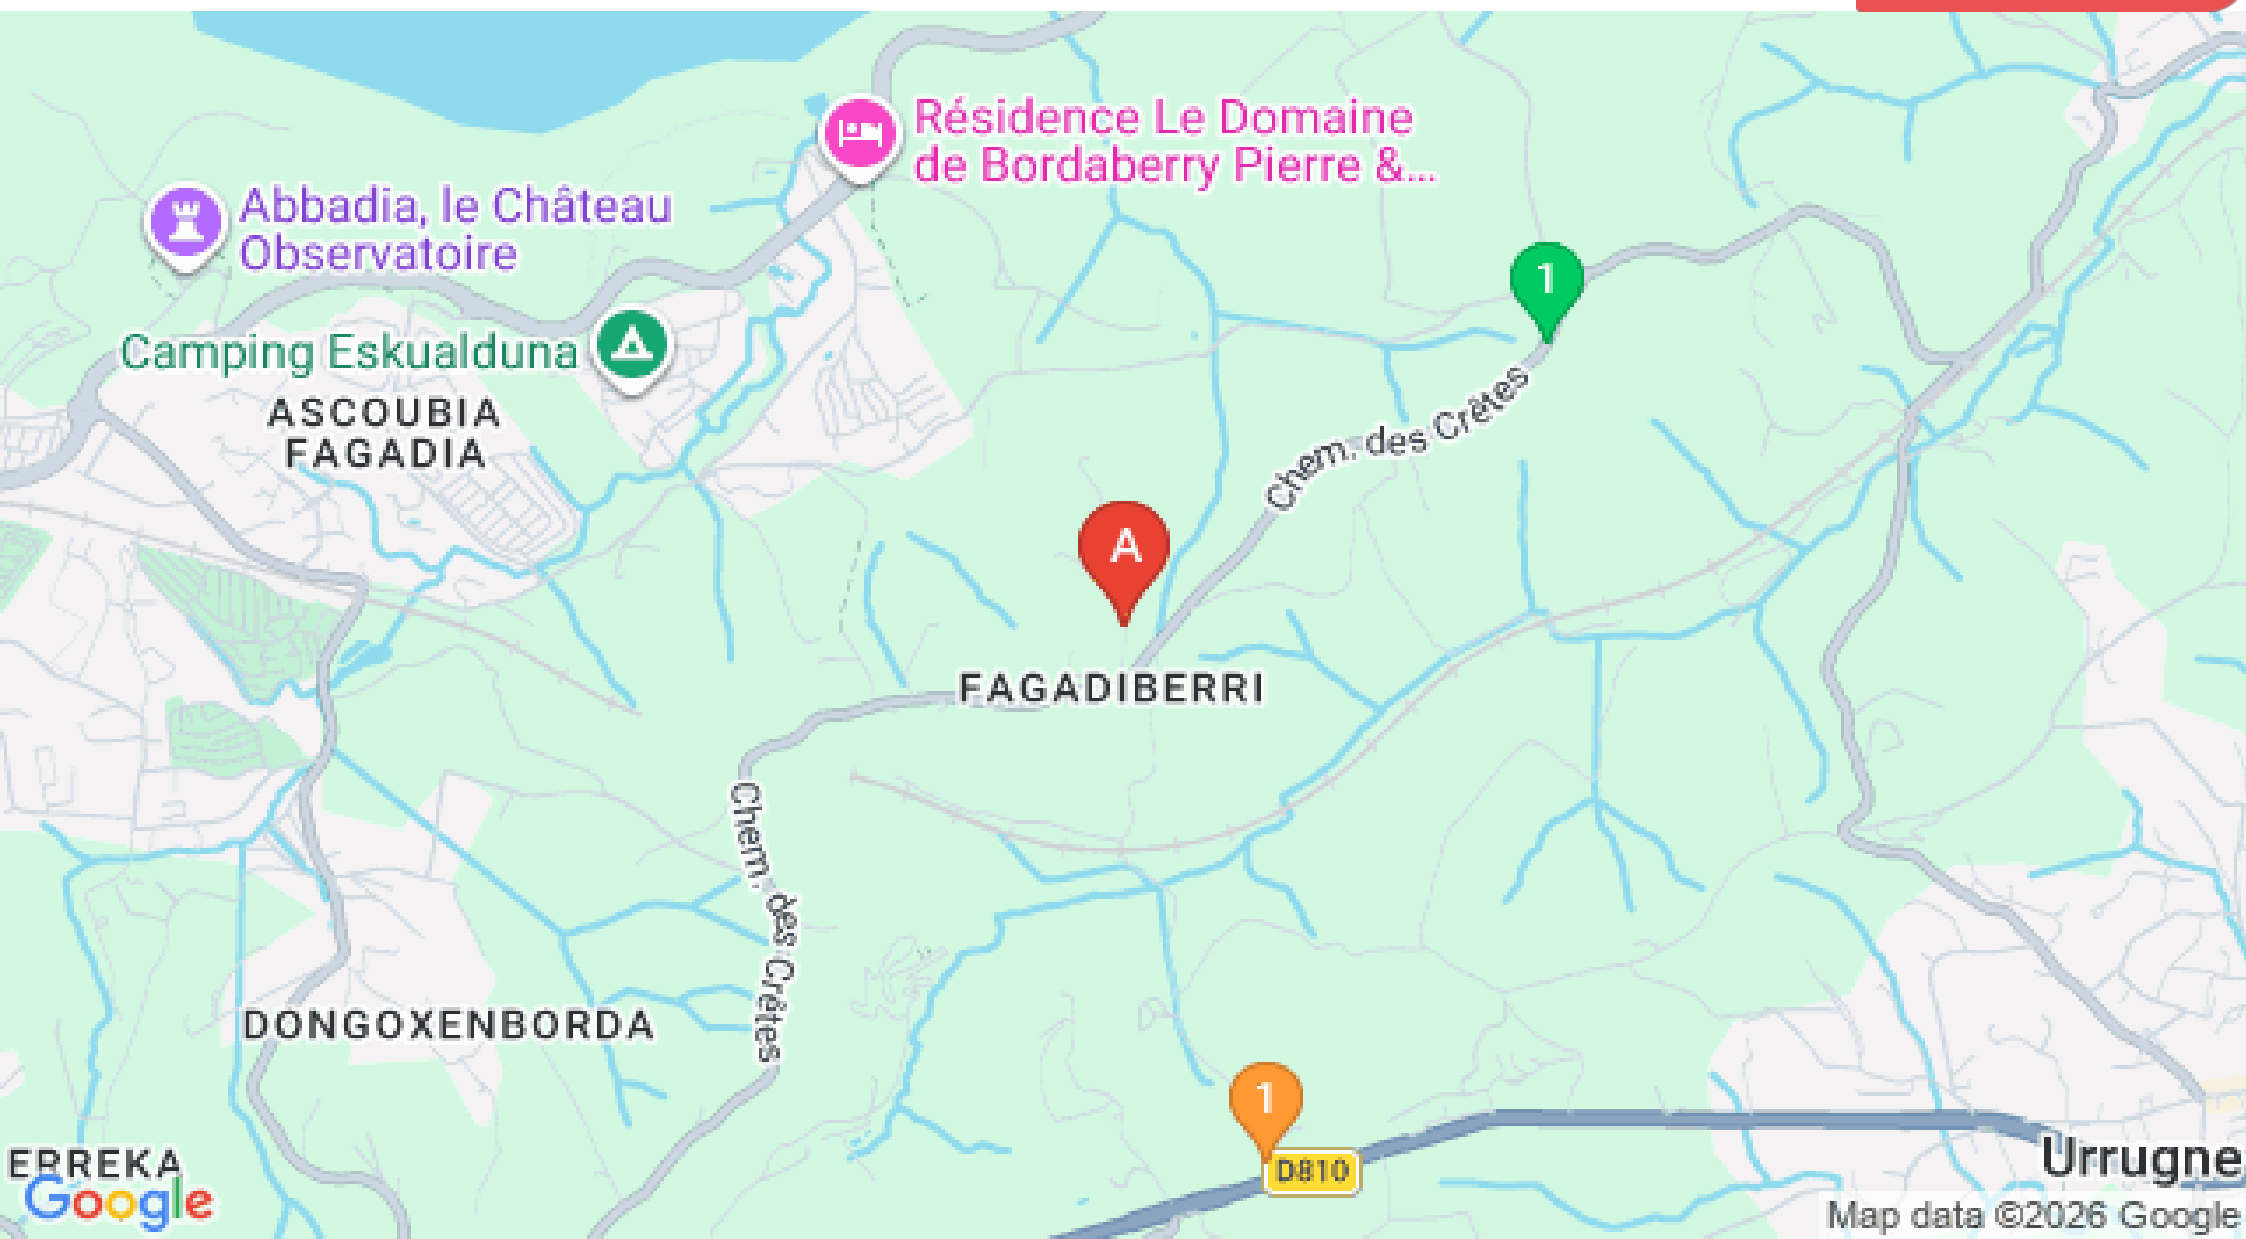 Résidence Le Domaine
de Bordaberry Pierre &...
Abbadia, le Château
Observatoire
1
Camping Eskualduna
ASCOUBIA
FAGADIA
Chem. des Crêtes
A
FAGADIBERRI
Chem. des Crêtes
DONGOXENBORDA
1
D810
ERREKA
Urrugne
Google
Map data ©2026 Google